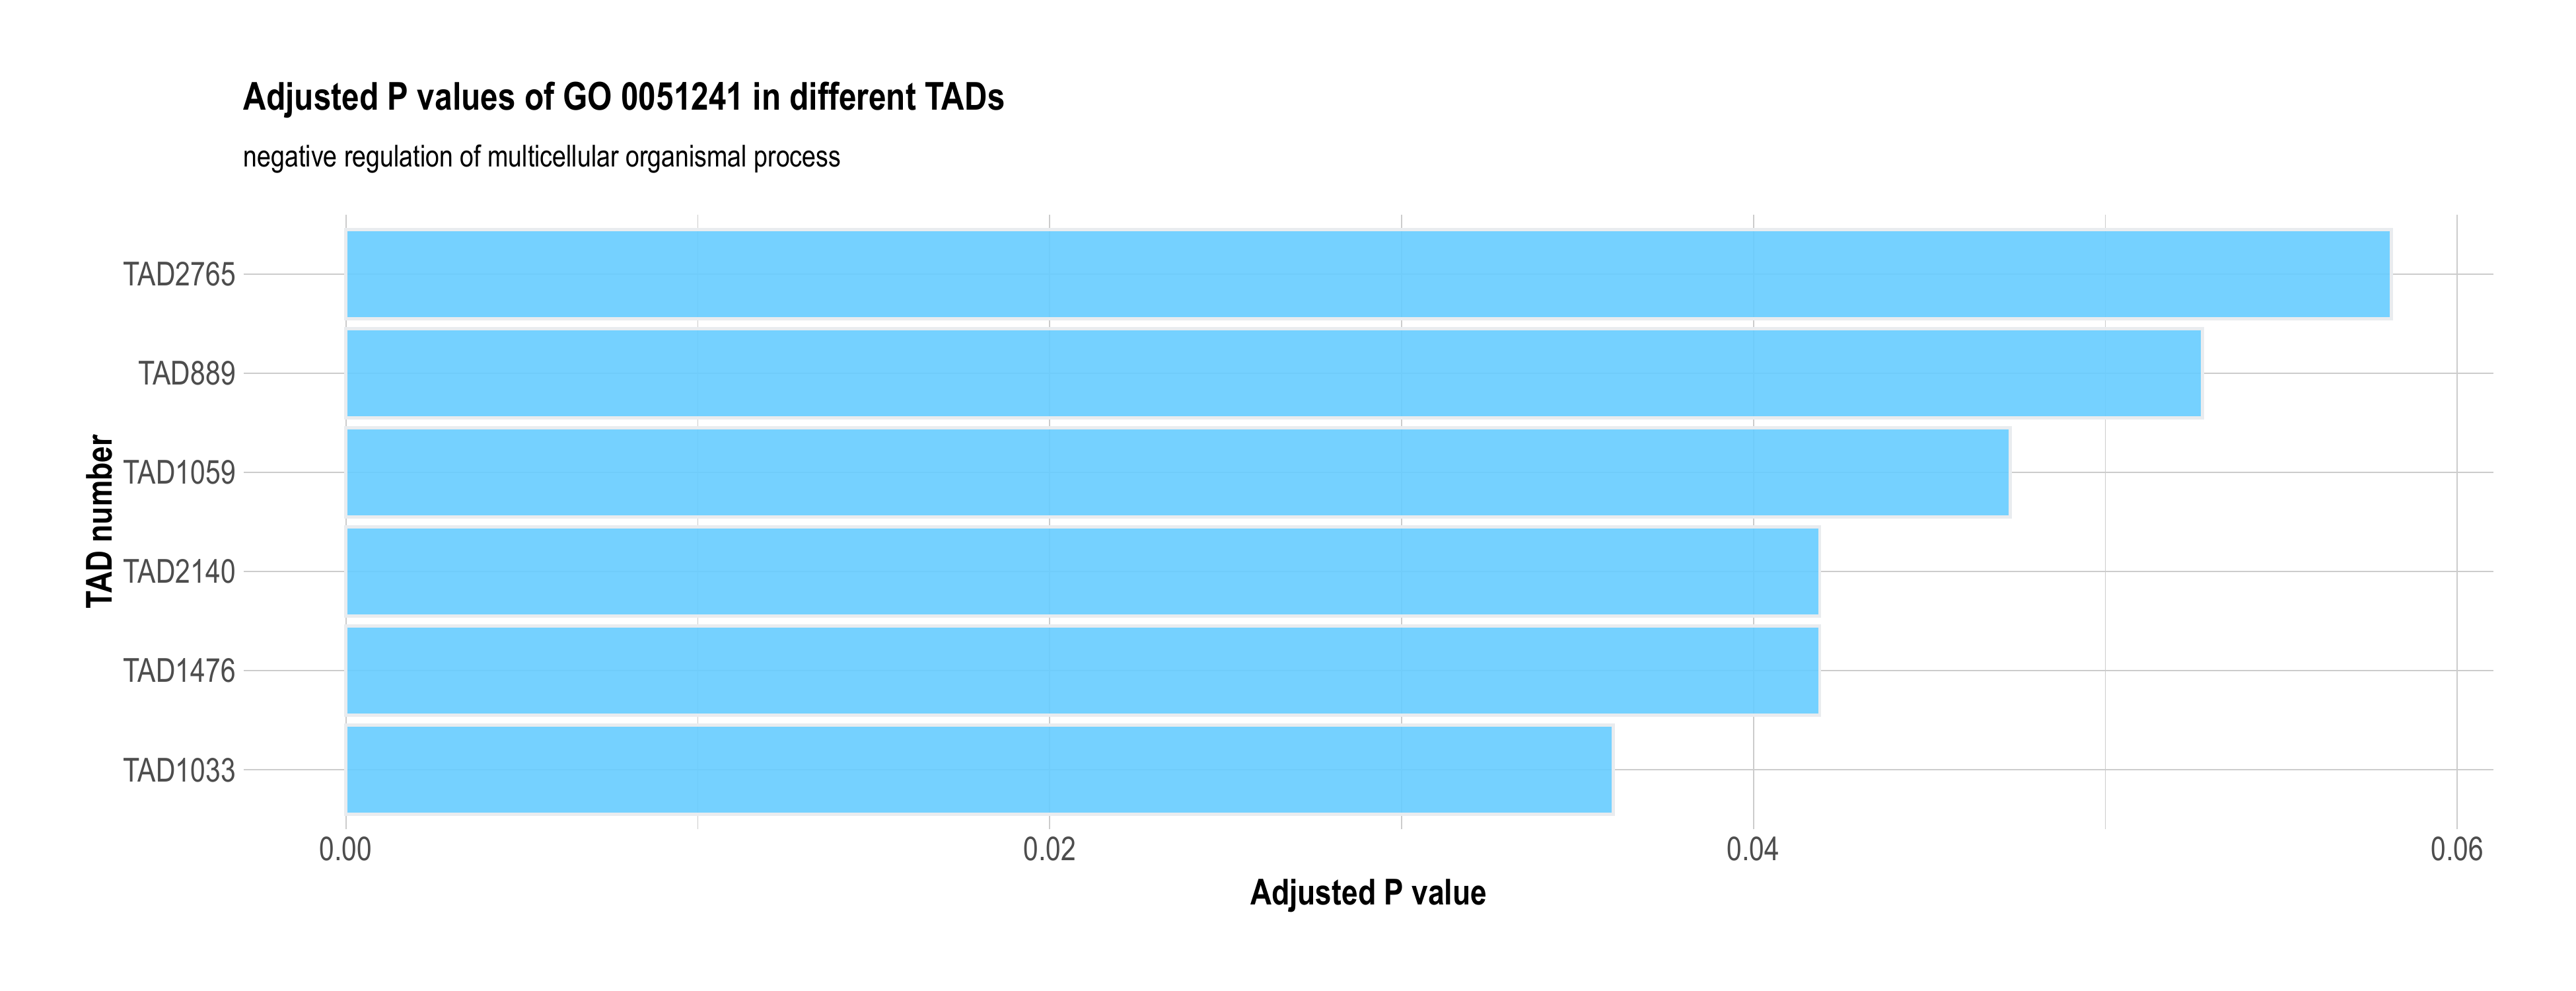 Adjusted P values of GO 0051241 in different TADs
negative regulation of multicellular organismal process
TAD number
TAD2765
TAD889
TAD1059
TAD2140
TAD1476
TAD1033
0.00 0.02 0.04 0.06
Adjusted P value